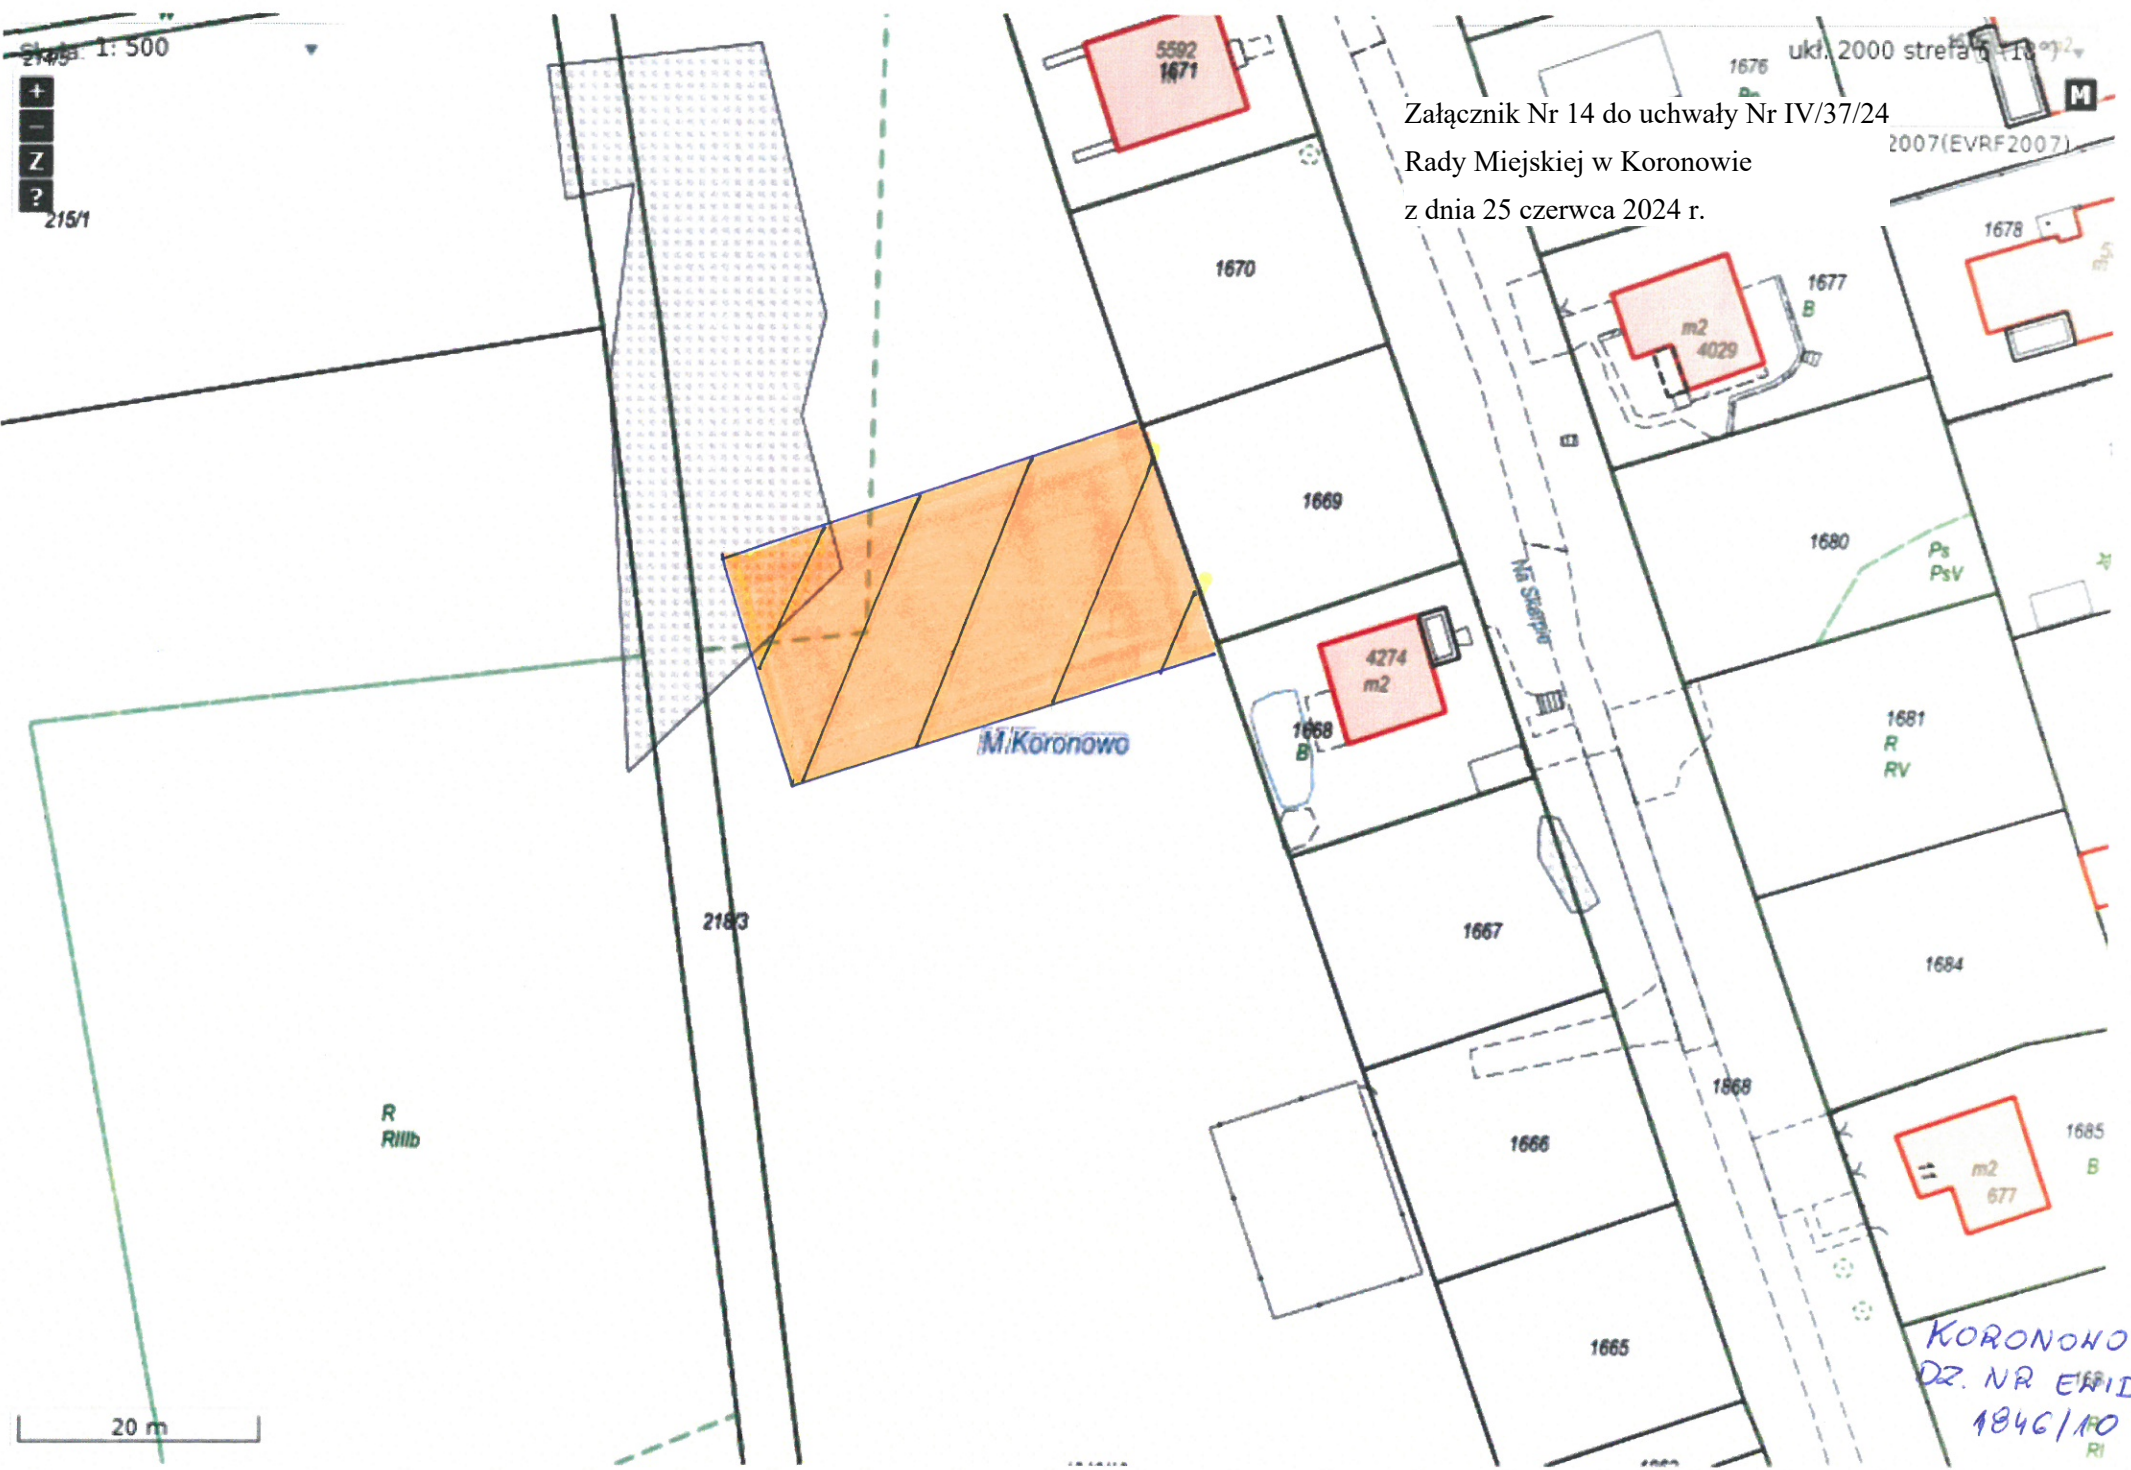 1: 500
+
–
Z
?
215/1
5592
1671
1676
ukł. 2000 strefa 6 (18°)
M
Załącznik Nr 14 do uchwały Nr IV/37/24
2007(EVRF2007)
Rady Miejskiej w Koronowie
z dnia 25 czerwca 2024 r.
1670
1677
B
1678
m2
4029
1669
Na Skarpie
1680
Ps
PsV
4274
m2
1668
B
M.Koronowo
1681
R
RV
218/3
1667
1684
1868
R
RIIIb
1666
1685
B
m2
677
1665
KORONOWO
DZ. NR EWID
1846/10
20 m